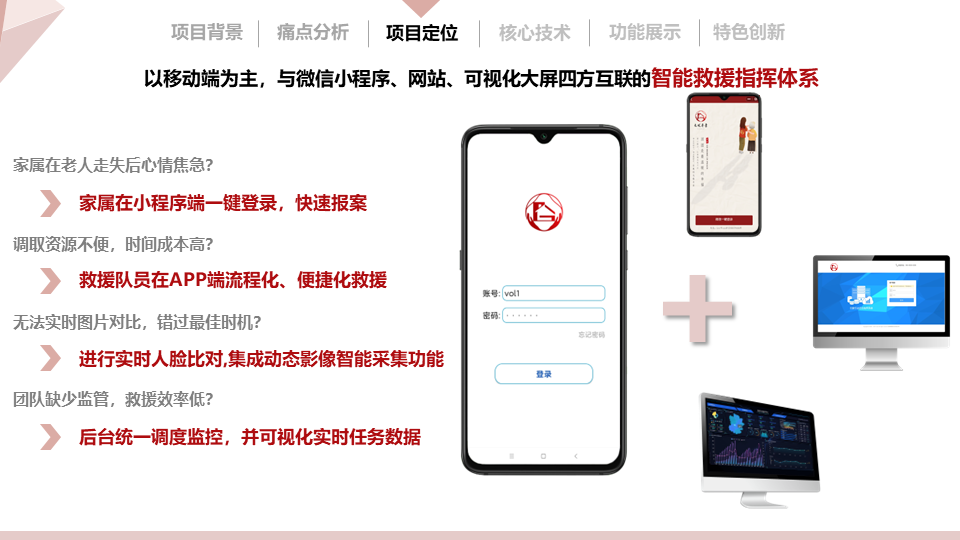 项目背景
痛点分析
项目定位
核心技术
功能展示
特色创新
以移动端为主，与微信小程序、网站、可视化大屏四方互联的智能救援指挥体系
家属在老人走失后心情焦急?
家属在小程序端一键登录，快速报案
调取资源不便，时间成本高?
救援队员在APP端流程化、便捷化救援
无法实时图片对比，错过最佳时机?
进行实时人脸比对,集成动态影像智能采集功能
团队缺少监管，救援效率低?
后台统一调度监控，并可视化实时任务数据
账号: vol1
密码: ······
忘记密码
登录